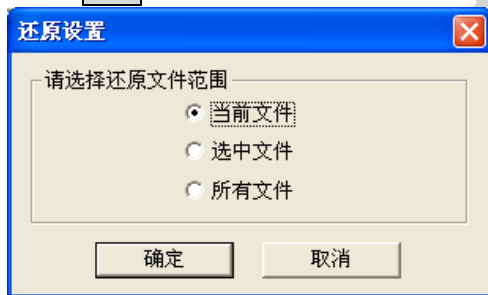 还原设置
请选择还原文件范围
当前文件
选中文件
所有文件
确定 取消